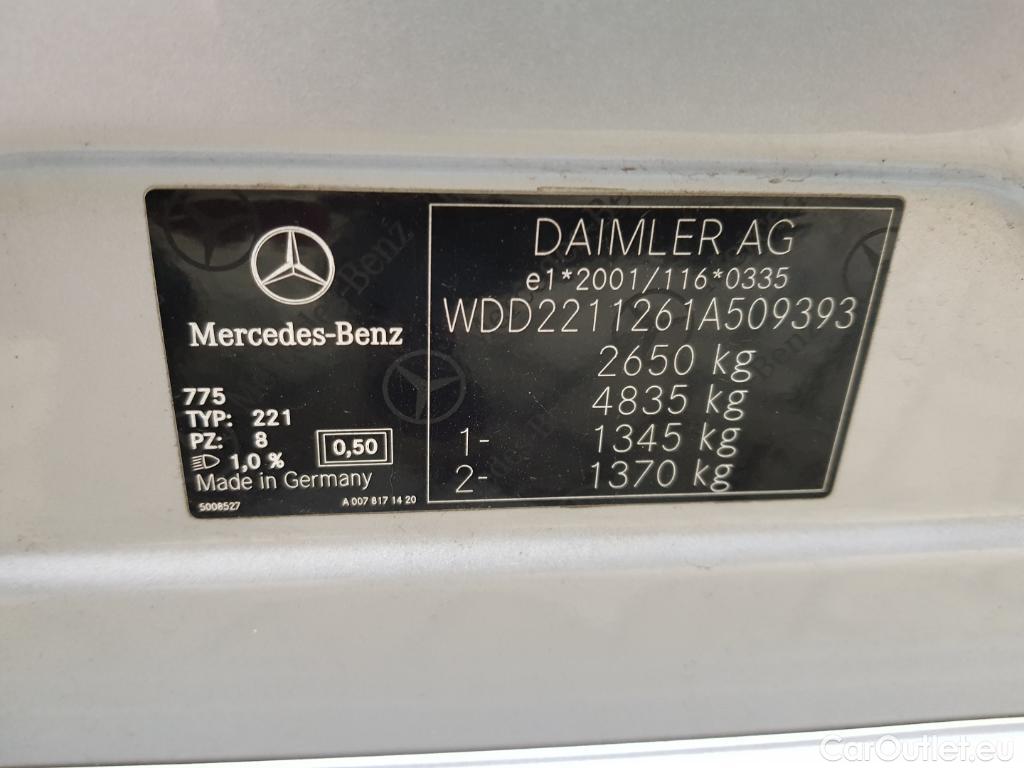 Mercedes-Benz
775
TYP: 221
PZ: 8
1,0 %
0,50
Made in Germany
5008527
A 007 817 14 20
DAIMLER AG
e1*2001/116*0335
WDD2211261A509393
2650 kg
4835 kg
1- 1345 kg
2- 1370 kg
CarOutlet.eu